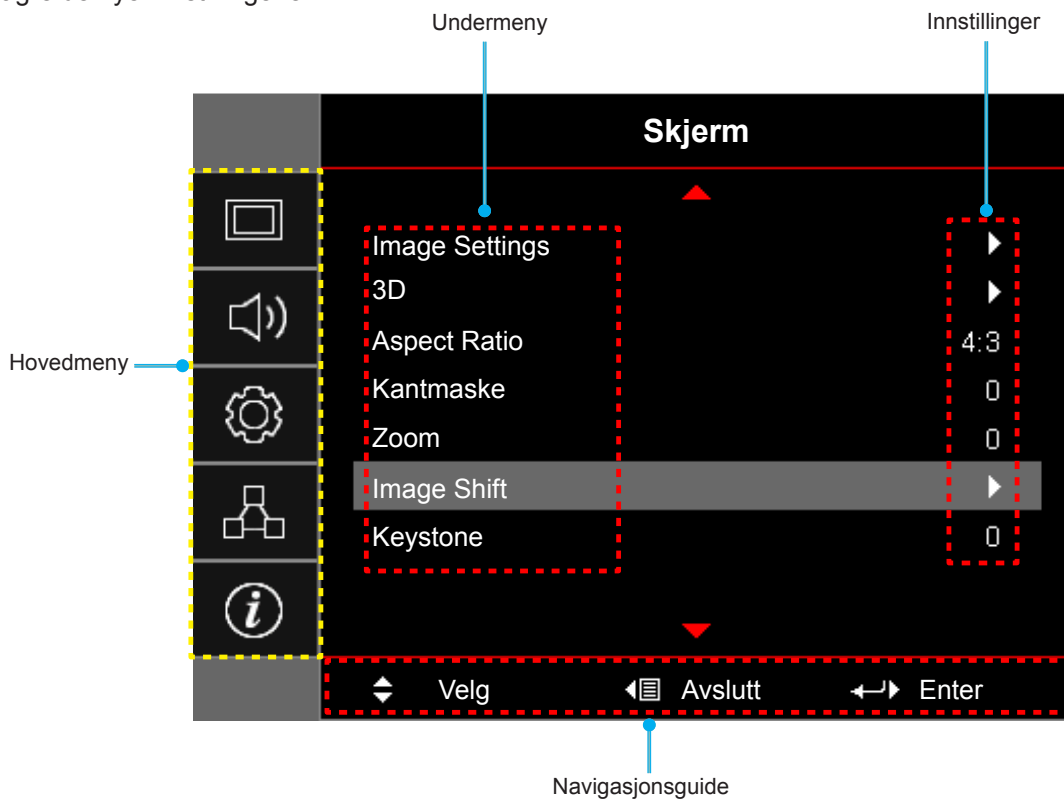 Undermeny Innstillinger
Skjerm
Image Settings
3D
Aspect Ratio 4:3
Hovedmeny
Kantmaske 0
Zoom 0
Image Shift
Keystone 0
Velg Avslutt Enter
Navigasjonsguide